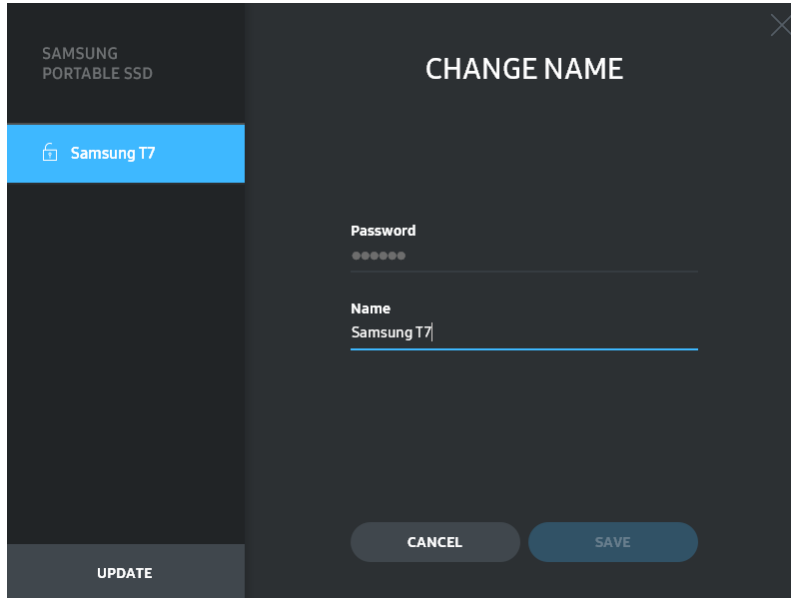 SAMSUNG
PORTABLE SSD
Samsung T7
UPDATE
CHANGE NAME
Password
●●●●●●
Name
Samsung T7
CANCEL
SAVE